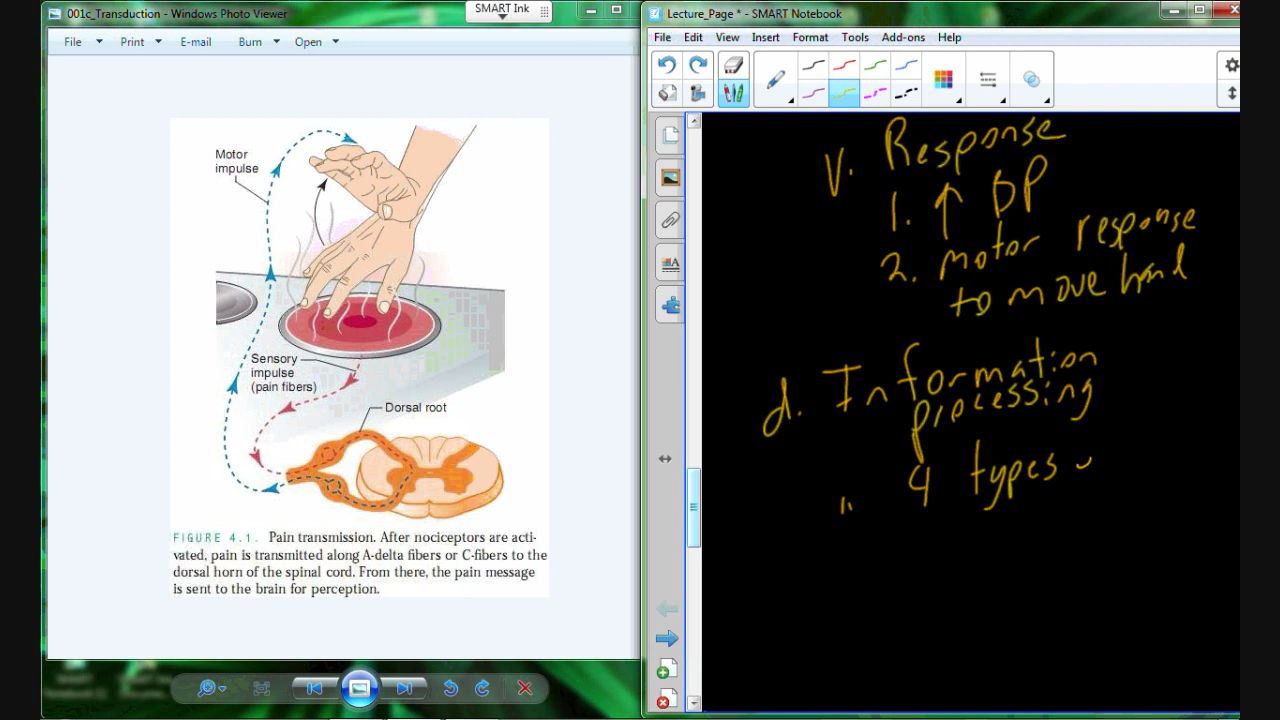 001c_Transduction - Windows Photo Viewer
SMART Ink
File Print E-mail Burn Open
Motor
impulse
Sensory
impulse
(pain fibers)
Dorsal root
FIGURE 4.1. Pain transmission. After nociceptors are acti-
vated, pain is transmitted along A-delta fibers or C-fibers to the
dorsal horn of the spinal cord. From there, the pain message
is sent to the brain for perception.
Lecture_Page * - SMART Notebook
File Edit View Insert Format Tools Add-ons Help
V. Response
1. ↑ BP
2. Motor response
to move hand
d. Information
processing
4 types